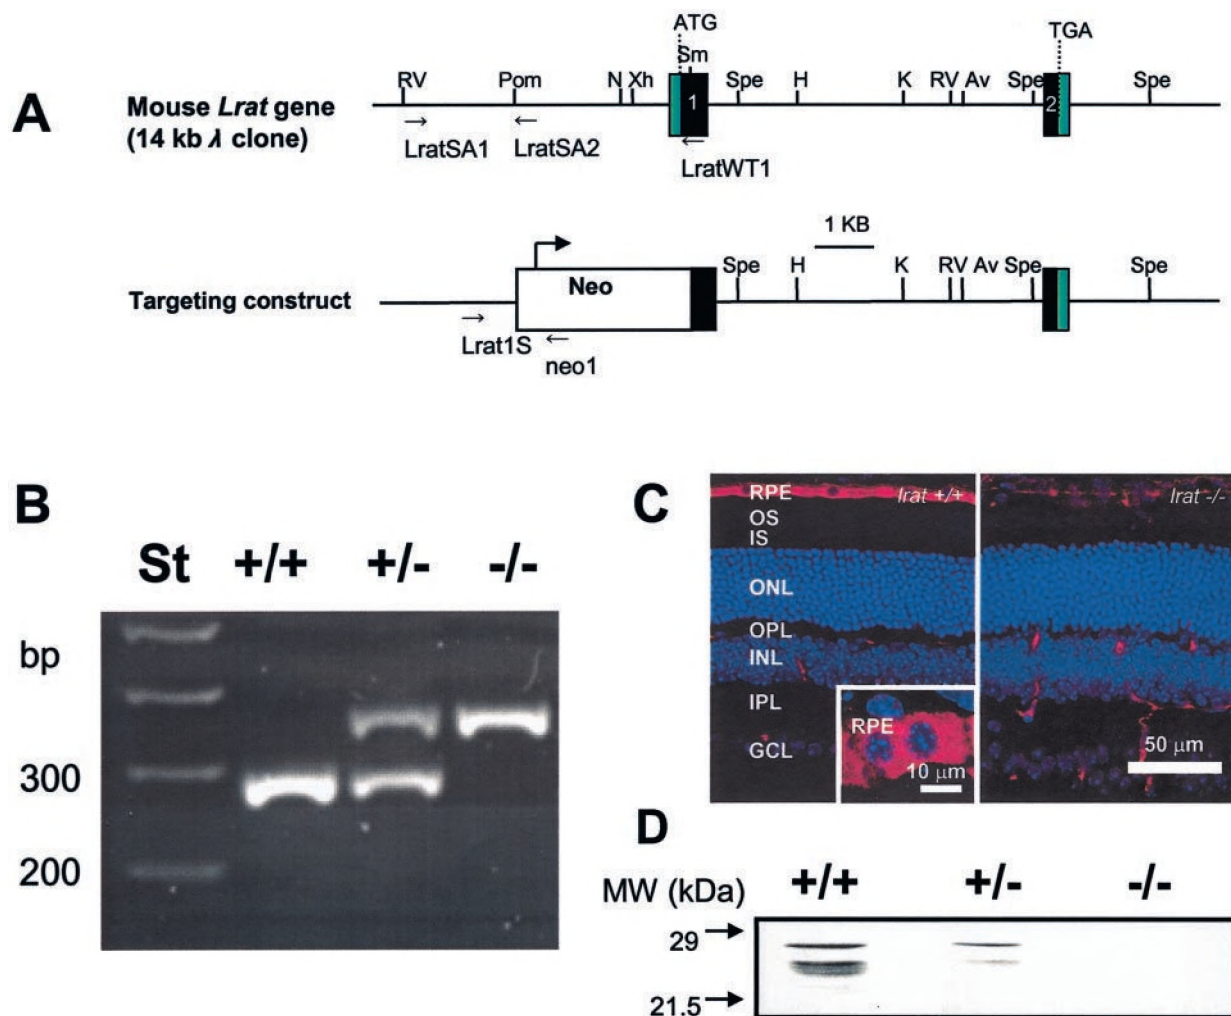 A
Mouse Lrat gene
(14 kb λ clone)
ATG
TGA
RV Pom N Xh Sm Spe H K RV Av Spe Spe
1
2
LratSA1
LratSA2
LratWT1
1 KB
Targeting construct
Spe H K RV Av Spe Spe
Neo
Lrat1S
neo1
B
St +/+ +/- -/-
bp
300
200
C
RPE
OS
IS
ONL
OPL
INL
IPL
GCL
lrat +/+
lrat -/-
RPE
10 µm
50 µm
D
MW (kDa) +/+ +/- -/-
29
21.5